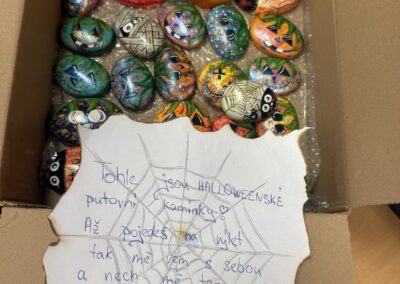 Tohle jsou HALLOWEENSKÉ
putovní kamínky♡
Až pojedeš na výlet
tak mě vem s sebou
a nech mě